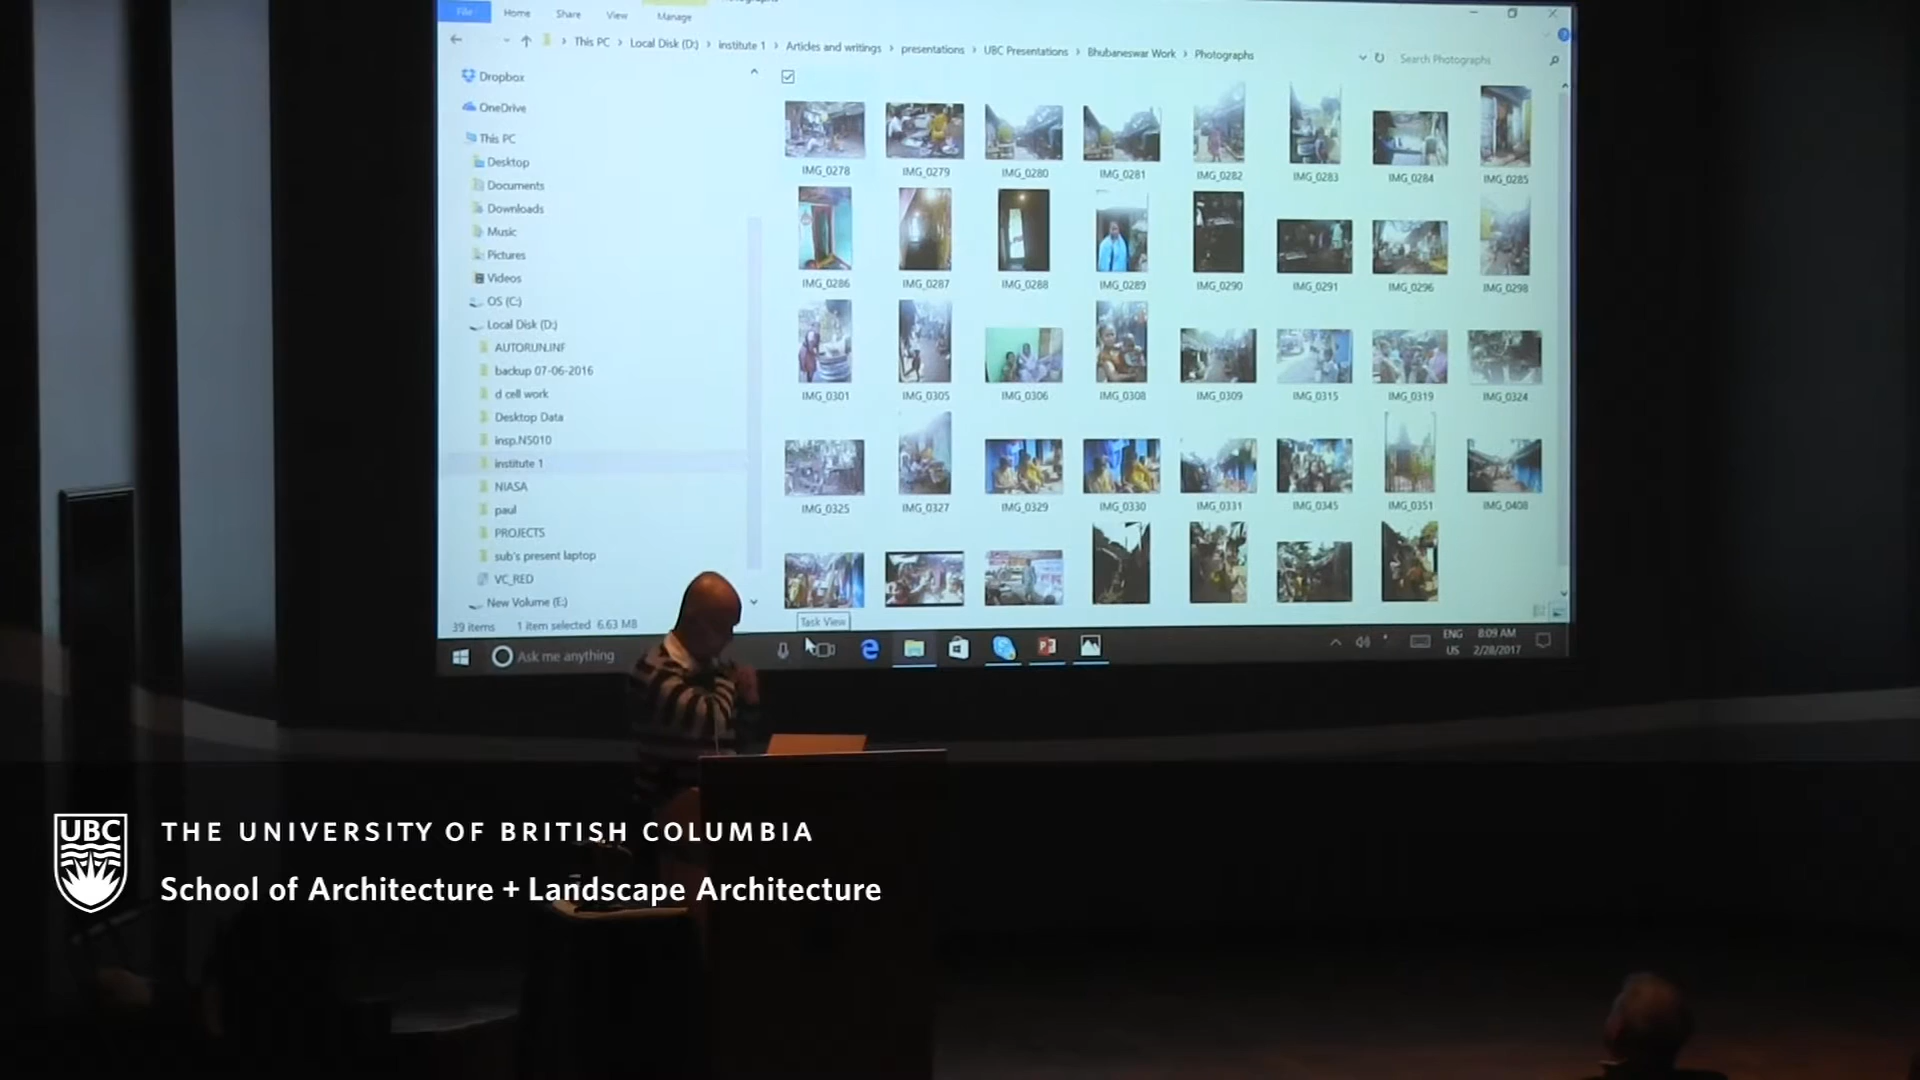 File Home Share View Manage
This PC > Local Disk (D:) > institute 1 > Articles and writings > presentations > UBC Presentations > Bhubaneswar Work > Photographs
Search Photographs
Dropbox
OneDrive
This PC
Desktop
Documents
Downloads
Music
Pictures
Videos
OS (C:)
Local Disk (D:)
AUTORUN.INF
backup 07-06-2016
d cell work
Desktop Data
insp.N5010
institute 1
NIASA
paul
PROJECTS
sub's present laptop
VC_RED
New Volume (E:)
39 items 1 item selected 6.63 MB
IMG_0278 IMG_0279 IMG_0280 IMG_0281 IMG_0282 IMG_0283 IMG_0284 IMG_0285
IMG_0286 IMG_0287 IMG_0288 IMG_0289 IMG_0290 IMG_0291 IMG_0296 IMG_0298
IMG_0301 IMG_0305 IMG_0306 IMG_0308 IMG_0309 IMG_0315 IMG_0319 IMG_0324
IMG_0325 IMG_0327 IMG_0329 IMG_0330 IMG_0331 IMG_0345 IMG_0351 IMG_0408
Task View
Ask me anything
ENG
US
8:09 AM
2/28/2017
UBC
THE UNIVERSITY OF BRITISH COLUMBIA
School of Architecture + Landscape Architecture